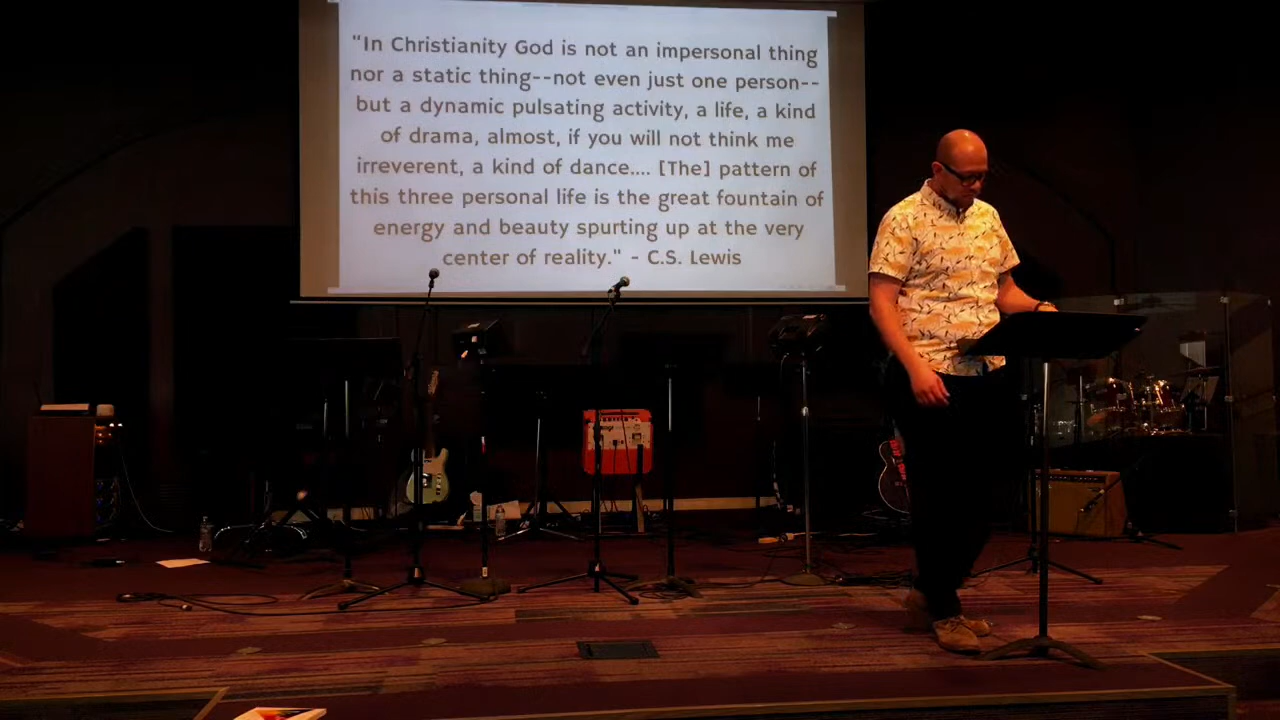 "In Christianity God is not an impersonal thing
nor a static thing--not even just one person--
but a dynamic pulsating activity, a life, a kind
of drama, almost, if you will not think me
irreverent, a kind of dance.... [The] pattern of
this three personal life is the great fountain of
energy and beauty spurting up at the very
center of reality." - C.S. Lewis